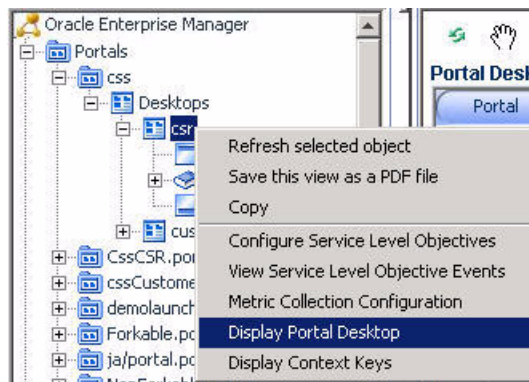 Oracle Enterprise Manager
Portals
css
Desktops
csr
cus
CssCSR.por
cssCustome
demolaunch
Forkable.po
ja/portal.po
Portal Desk
Portal
Refresh selected object
Save this view as a PDF file
Copy
Configure Service Level Objectives
View Service Level Objective Events
Metric Collection Configuration
Display Portal Desktop
Display Context Keys